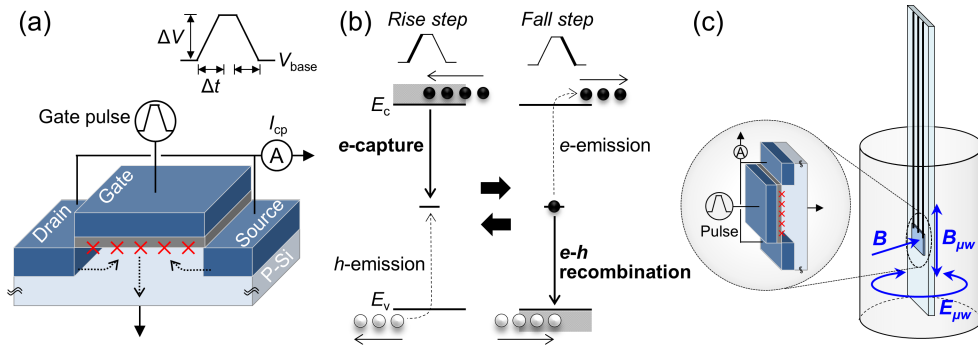 (a)
ΔV
V_base
Δt
Gate pulse
I_cp
A
Gate
Drain
Source
P-Si
(b)
Rise step
Fall step
E_c
e-capture
e-emission
h-emission
e-h
recombination
E_v
(c)
A
Pulse
B
B_μw
E_μw